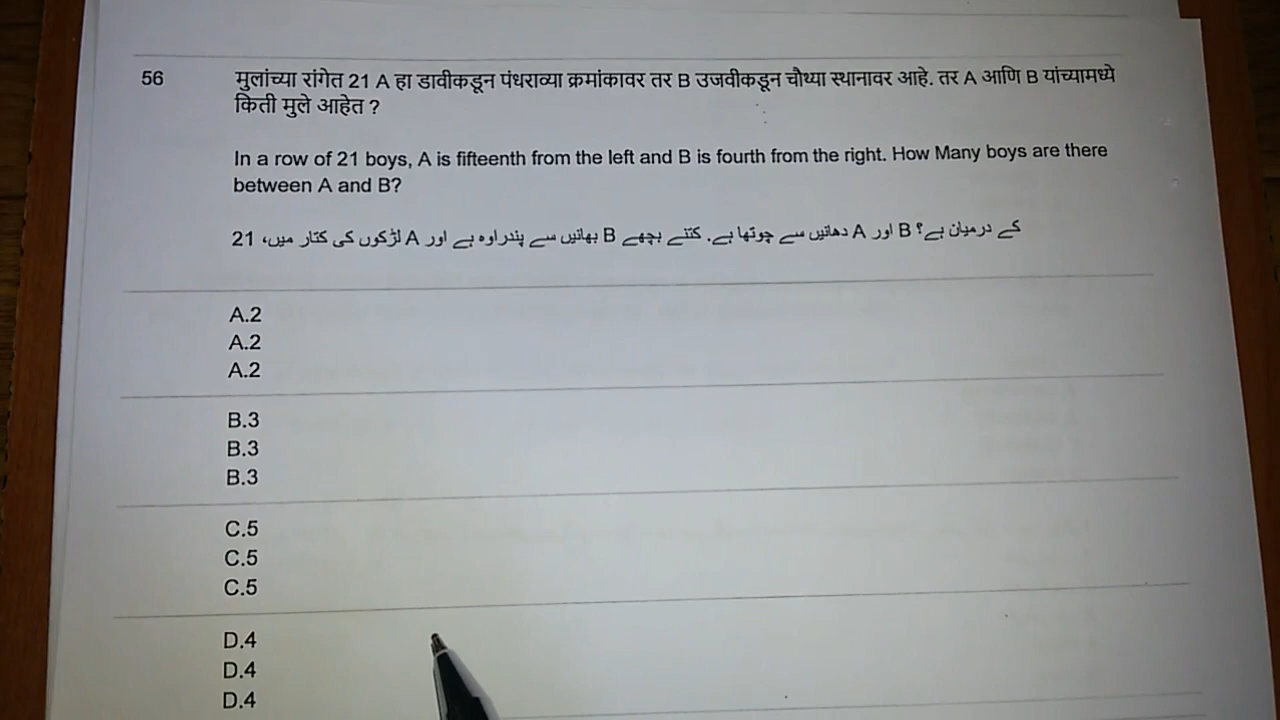 56
मुलांच्या रांगेत 21 A हा डावीकडून पंधराव्या क्रमांकावर तर B उजवीकडून चौथ्या स्थानावर आहे. तर A आणि B यांच्यामध्ये
किती मुले आहेत ?
In a row of 21 boys, A is fifteenth from the left and B is fourth from the right. How Many boys are there
between A and B?
21 لڑکوں کی کتار میں، A بھانیں سے پندراوہ ہے اور B دھانیں سے چوتھا ہے. کتنے بچھے A اور B کے درمیان ہے؟
A.2
A.2
A.2
B.3
B.3
B.3
C.5
C.5
C.5
D.4
D.4
D.4